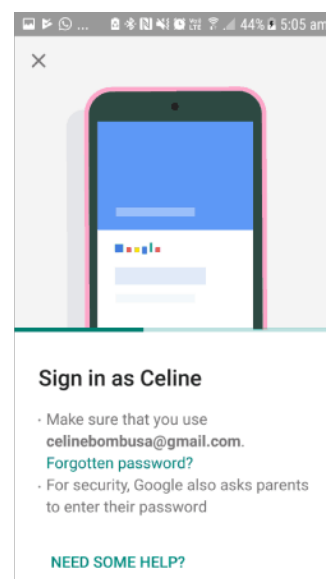 ... 44% 5:05 am
Sign in as Celine
- Make sure that you use
celinebombusa@gmail.com.
Forgotten password?
- For security, Google also asks parents
to enter their password
NEED SOME HELP?